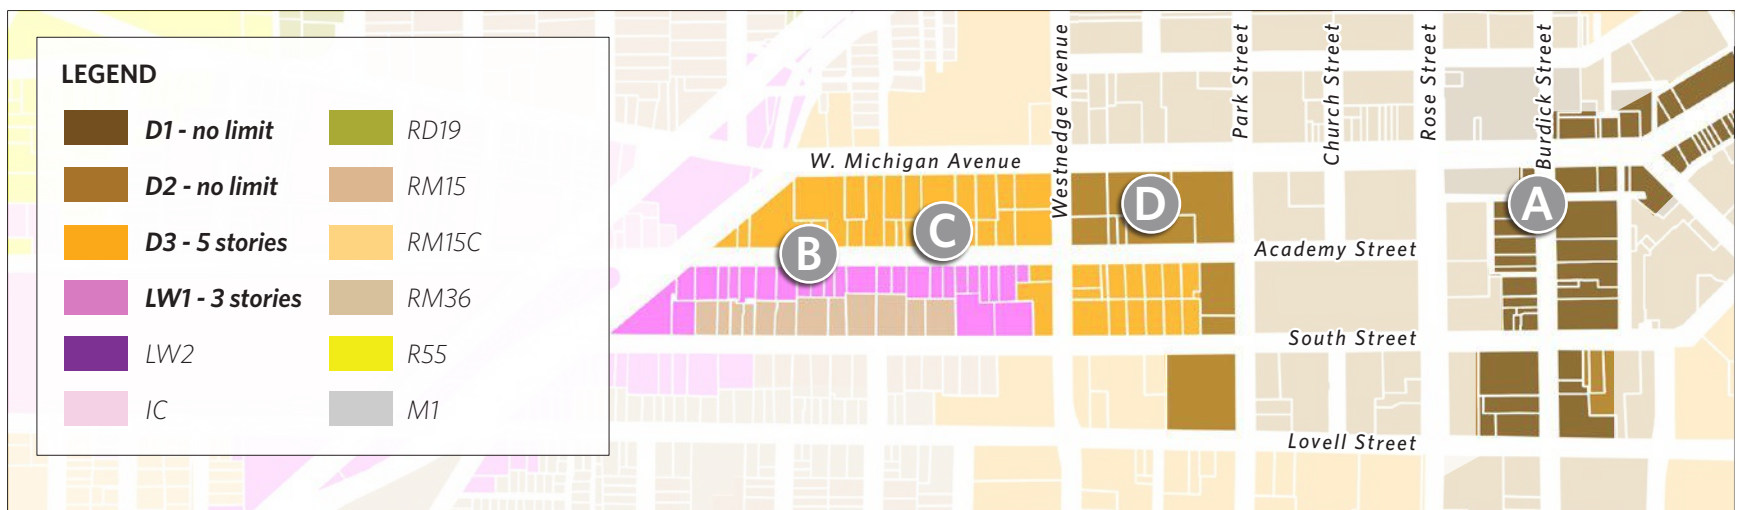 LEGEND
D1 - no limit
D2 - no limit
D3 - 5 stories
LW1 - 3 stories
LW2
IC
RD19
RM15
RM15C
RM36
R55
M1
W. Michigan Avenue
Westnedge Avenue
Park Street
Church Street
Rose Street
Burdick Street
Academy Street
South Street
Lovell Street
B
C
D
A